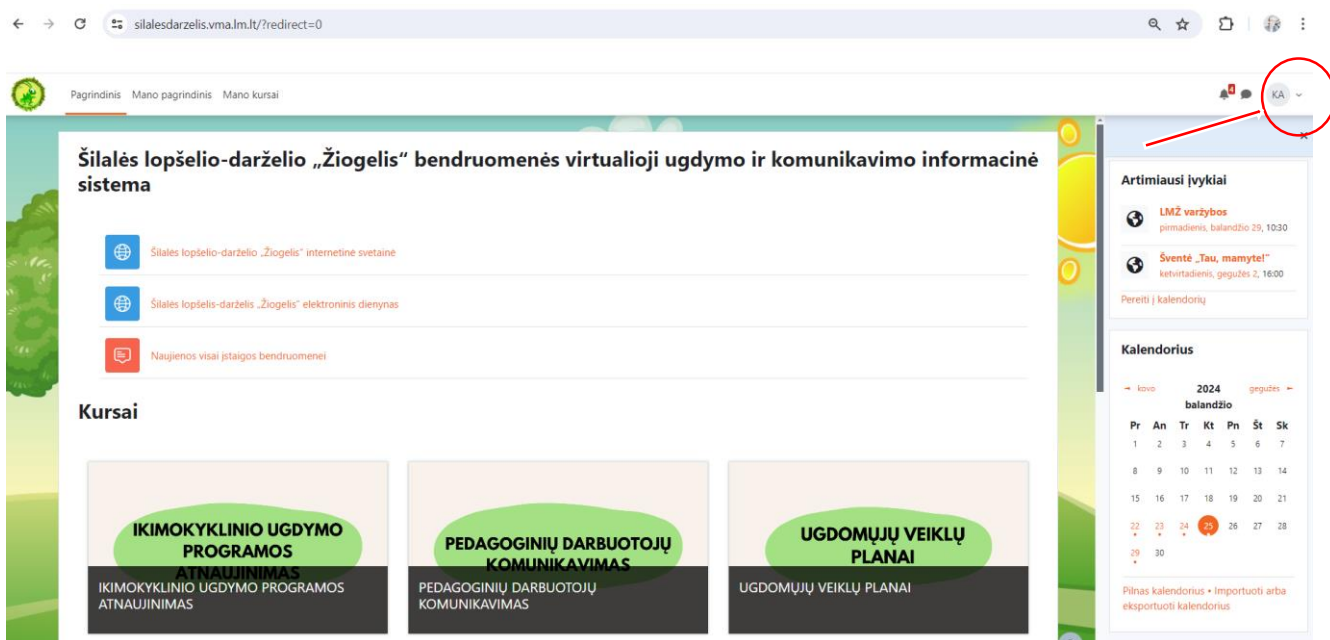 silalesdarzelis.vma.lm.lt/?redirect=0
Pagrindinis Mano pagrindinis Mano kursai
4 KA
Šilalės lopšelio-darželio „Žiogelis“ bendruomenės virtualioji ugdymo ir komunikavimo informacinė
sistema
Šilalės lopšelio-darželio „Žiogelis“ internetinė svetainė
Šilalės lopšelis-darželis „Žiogelis“ elektroninis dienynas
Naujienos visai įstaigos bendruomenei
Kursai
IKIMOKYKLINIO UGDYMO
PROGRAMOS
ATNAUJINIMAS
IKIMOKYKLINIO UGDYMO PROGRAMOS
ATNAUJINIMAS
PEDAGOGINIŲ DARBUOTOJŲ
KOMUNIKAVIMAS
PEDAGOGINIŲ DARBUOTOJŲ
KOMUNIKAVIMAS
UGDOMŲJŲ VEIKLŲ
PLANAI
UGDOMŲJŲ VEIKLŲ PLANAI
Artimiausi įvykiai
LMŽ varžybos
pirmadienis, balandžio 29, 10:30
Šventė „Tau, mamyte!"
ketvirtadienis, gegužės 2, 16:00
Pereiti į kalendorių
Kalendorius
kovo 2024 gegužės
balandžio
Pr An Tr Kt Pn Št Sk
1 2 3 4 5 6 7
8 9 10 11 12 13 14
15 16 17 18 19 20 21
22 23 24 25 26 27 28
29 30
Pilnas kalendorius • Importuoti arba
eksportuoti kalendorius